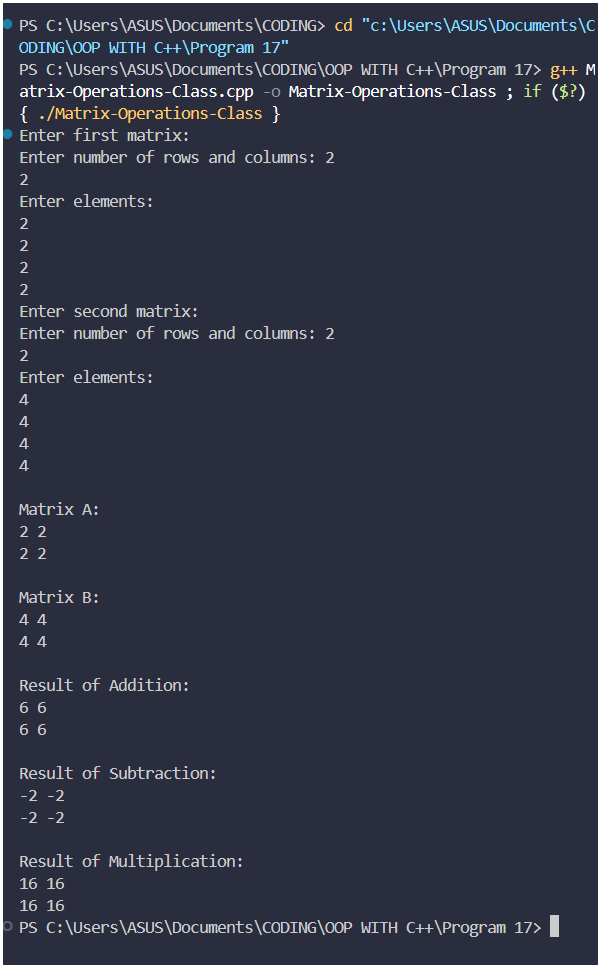 PS C:\Users\ASUS\Documents\CODING> cd "c:\Users\ASUS\Documents\C
ODING\OOP WITH C++\Program 17"
PS C:\Users\ASUS\Documents\CODING\OOP WITH C++\Program 17> g++ M
atrix-Operations-Class.cpp -o Matrix-Operations-Class ; if ($?)
{ ./Matrix-Operations-Class }
Enter first matrix:
Enter number of rows and columns: 2
2
Enter elements:
2
2
2
2
Enter second matrix:
Enter number of rows and columns: 2
2
Enter elements:
4
4
4
4
Matrix A:
2 2
2 2
Matrix B:
4 4
4 4
Result of Addition:
6 6
6 6
Result of Subtraction:
-2 -2
-2 -2
Result of Multiplication:
16 16
16 16
PS C:\Users\ASUS\Documents\CODING\OOP WITH C++\Program 17>